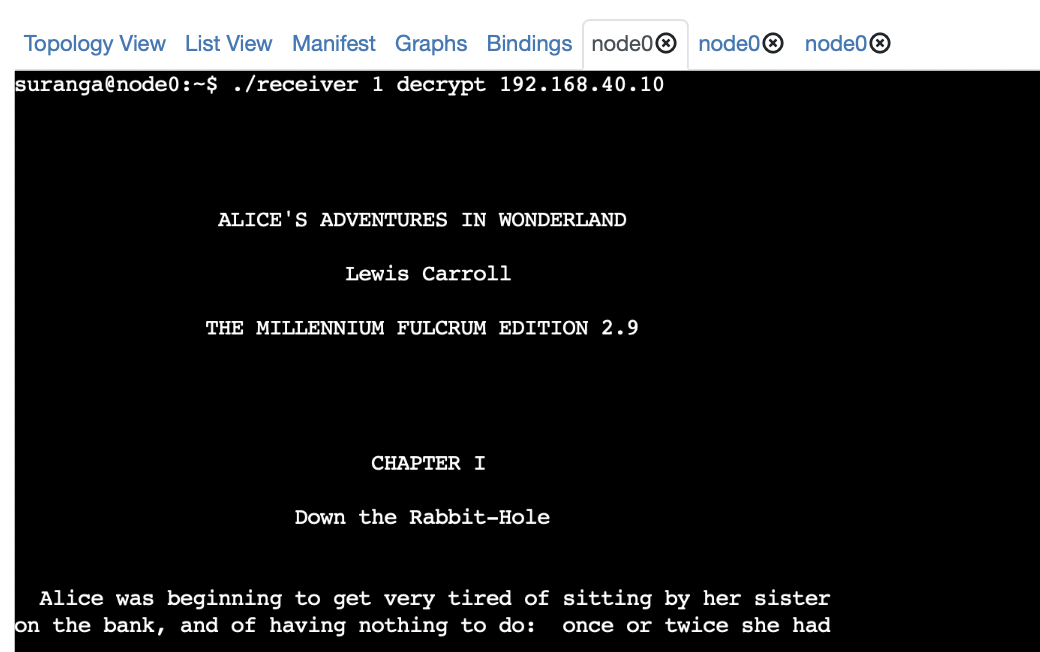 Topology View List View Manifest Graphs Bindings node0 node0 node0
suranga@node0:~$ ./receiver 1 decrypt 192.168.40.10
ALICE'S ADVENTURES IN WONDERLAND
Lewis Carroll
THE MILLENNIUM FULCRUM EDITION 2.9
CHAPTER I
Down the Rabbit-Hole
Alice was beginning to get very tired of sitting by her sister
on the bank, and of having nothing to do:  once or twice she had